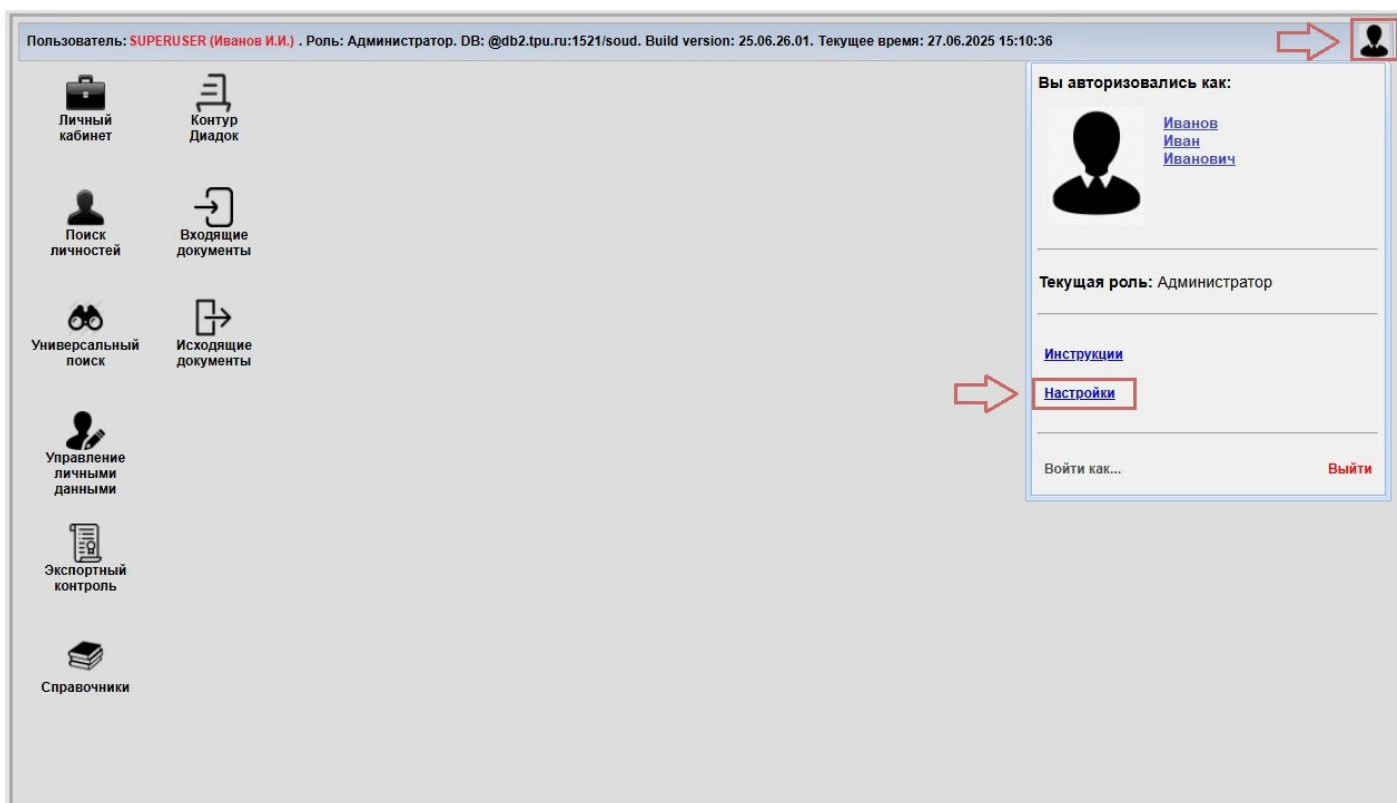 Пользователь: SUPERUSER (Иванов И.И.) . Роль: Администратор. DB: @db2.tpu.ru:1521/soud. Build version: 25.06.26.01. Текущее время: 27.06.2025 15:10:36
Личный
кабинет
Контур
Диадок
Поиск
личностей
Входящие
документы
Универсальный
поиск
Исходящие
документы
Управление
личными
данными
Экспортный
контроль
Справочники
Вы авторизовались как:
Иванов
Иван
Иванович
Текущая роль: Администратор
Инструкции
Настройки
Войти как... Выйти